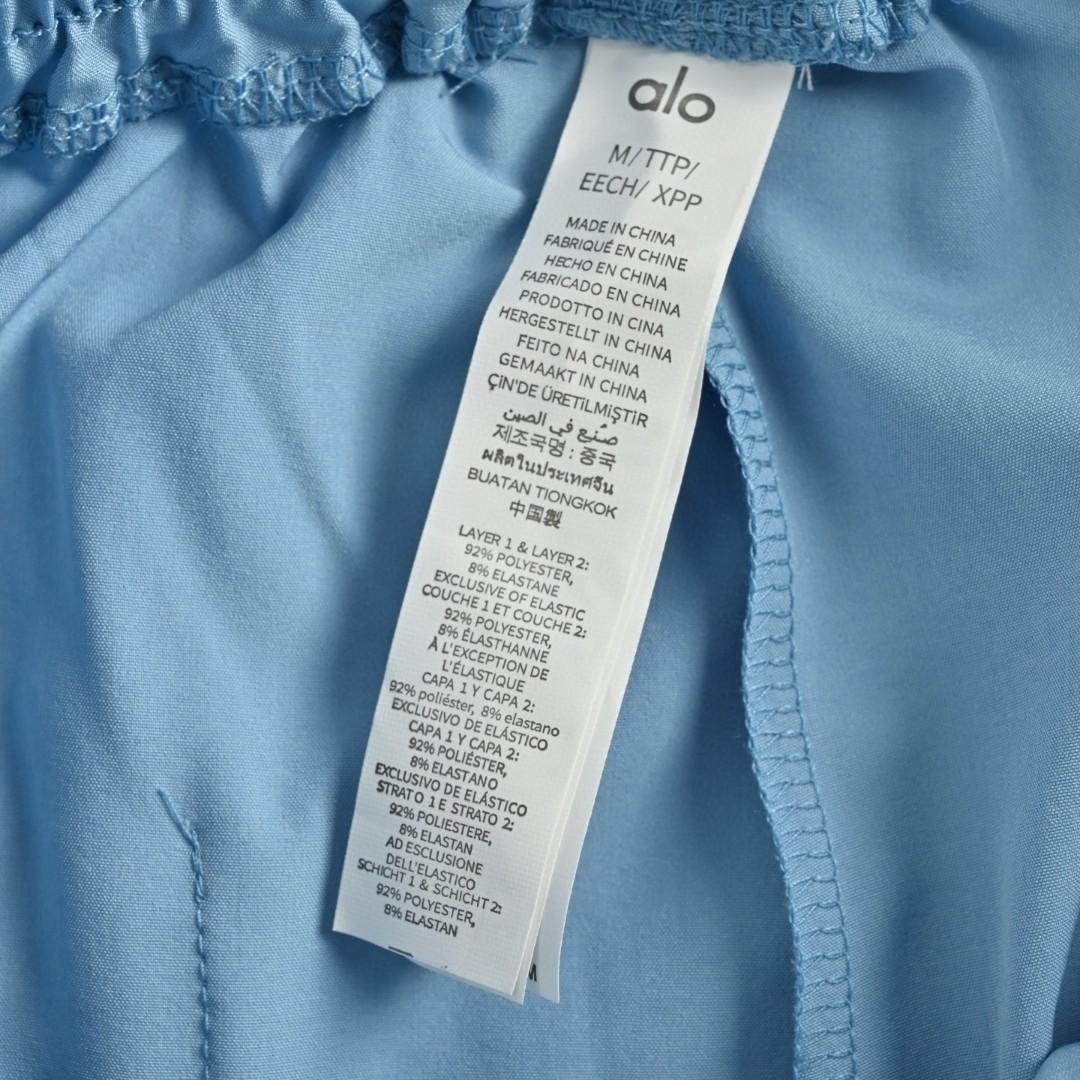 alo
M/TTP/
EECH/ XPP
MADE IN CHINA
FABRIQUÉ EN CHINE
HECHO EN CHINA
FABRICADO EN CHINA
PRODOTTO IN CINA
HERGESTELLT IN CHINA
FEITO NA CHINA
GEMAAKT IN CHINA
ÇIN'DE ÜRETILMIŞTIR
صُنع في الصين
제조국명 : 중국
ผลิตในประเทศจีน
BUATAN TIONGKOK
中国製
LAYER 1 & LAYER 2:
92% POLYESTER,
8% ELASTANE
EXCLUSIVE OF ELASTIC
COUCHE 1 ET COUCHE 2:
92% POLYESTER,
8% ÉLASTHANNE
À L'EXCEPTION DE
L'ÉLASTIQUE
CAPA 1 Y CAPA 2:
92% poliéster, 8% elastano
EXCLUSIVO DE ELÁSTICO
CAPA 1 Y CAPA 2:
92% POLIÉSTER,
8% ELASTANO
EXCLUSIVO DE ELÁSTICO
STRATO 1 E STRATO 2:
92% POLIESTERE,
8% ELASTAN
AD ESCLUSIONE
DELL'ELASTICO
SCHICHT 1 & SCHICHT 2:
92% POLYESTER,
8% ELASTAN
M